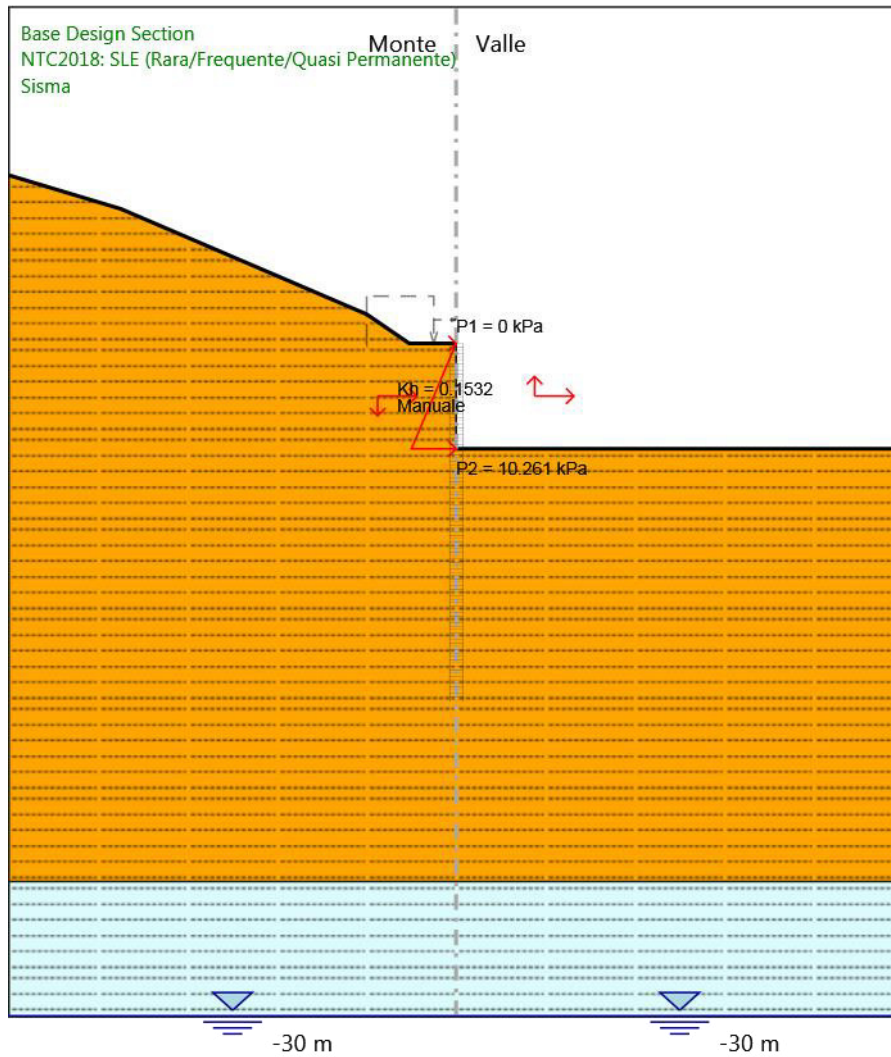 Base Design Section
NTC2018: SLE (Rara/Frequente/Quasi Permanente)
Sisma
Monte
Valle
P1 = 0 kPa
Kh = 0.1532
Manuale
P2 = 10.261 kPa
-30 m
-30 m